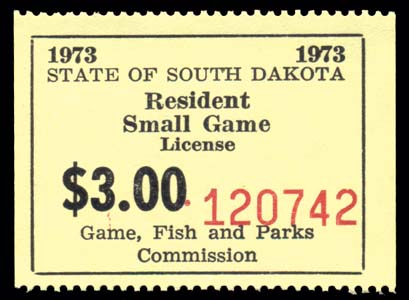 1973 1973
STATE OF SOUTH DAKOTA
Resident
Small Game
License
$3.00 120742
Game, Fish and Parks
Commission